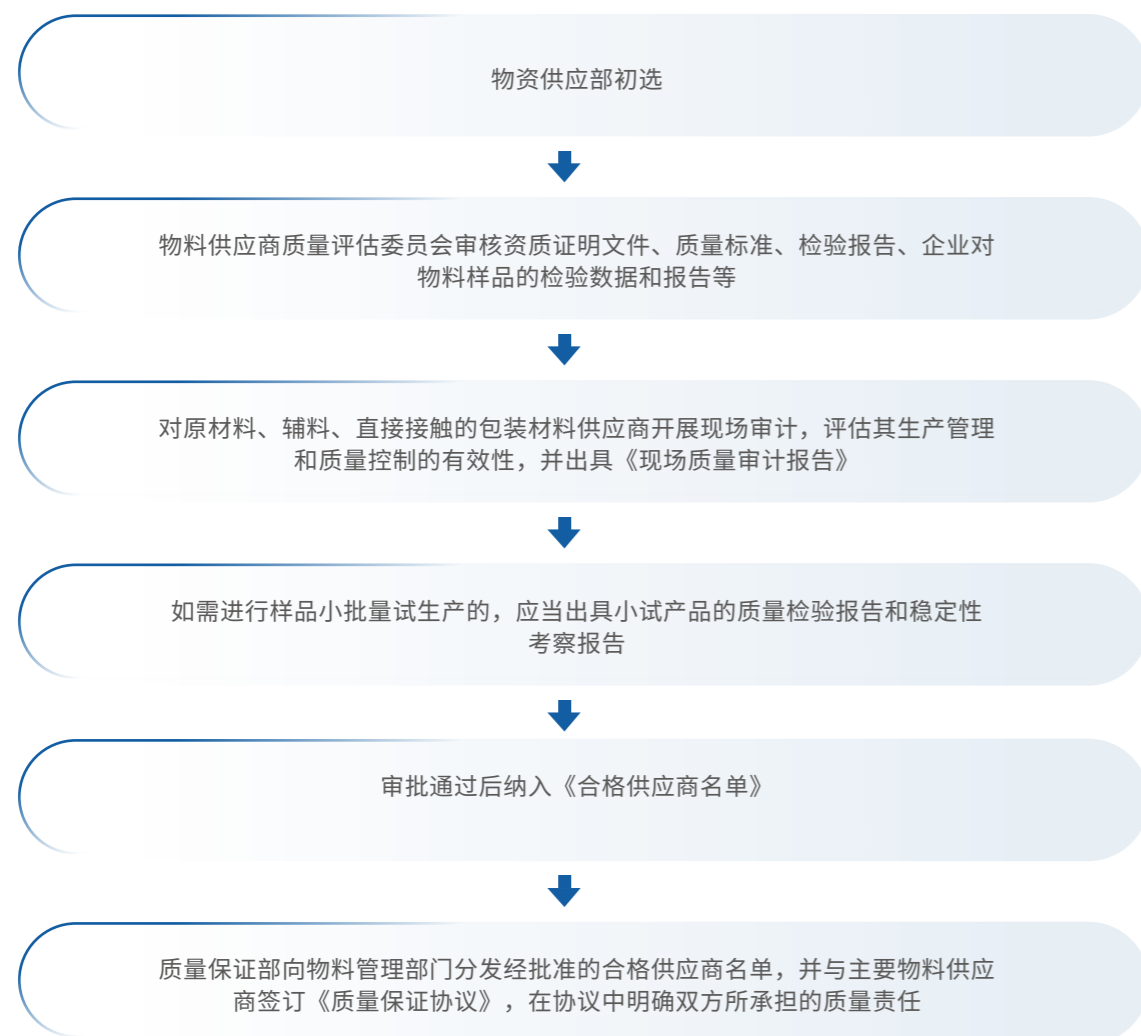 物资供应部初选
物料供应商质量评估委员会审核资质证明文件、质量标准、检验报告、企业对
物料样品的检验数据和报告等
对原材料、辅料、直接接触的包装材料供应商开展现场审计，评估其生产管理
和质量控制的有效性，并出具《现场质量审计报告》
如需进行样品小批量试生产的，应当出具小试产品的质量检验报告和稳定性
考察报告
审批通过后纳入《合格供应商名单》
质量保证部向物料管理部门分发经批准的合格供应商名单，并与主要物料供应
商签订《质量保证协议》，在协议中明确双方所承担的质量责任